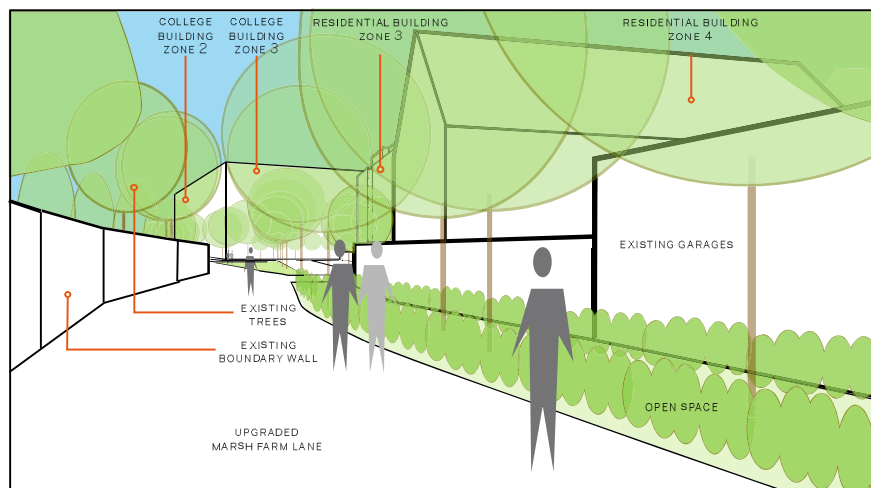 COLLEGE
BUILDING
ZONE 2
COLLEGE
BUILDING
ZONE 3
RESIDENTIAL BUILDING
ZONE 3
RESIDENTIAL BUILDING
ZONE 4
EXISTING GARAGES
EXISTING
TREES
EXISTING
BOUNDARY WALL
OPEN SPACE
UPGRADED
MARSH FARM LANE